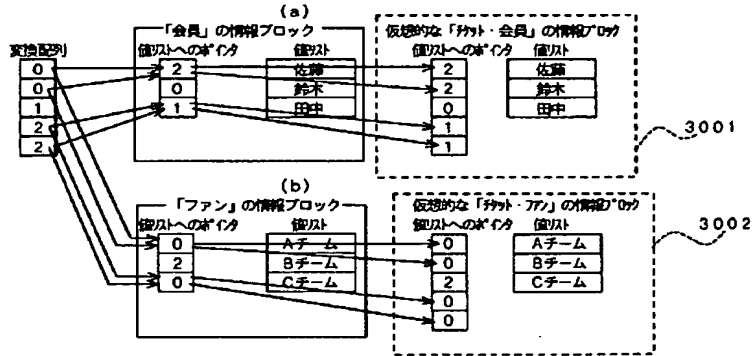 (a)
「会員」の情報ブロック
仮想的な「チケット・会員」の情報ブロック
変換配列
値リストへのポインタ
値リスト
値リストへのポインタ
値リスト
0
0
1
2
2
2
0
1
佐藤
鈴木
田中
2
2
0
1
1
佐藤
鈴木
田中
3001
(b)
「ファン」の情報ブロック
仮想的な「チケット・ファン」の情報ブロック
値リストへのポインタ
値リスト
値リストへのポインタ
値リスト
0
2
0
Aチーム
Bチーム
Cチーム
0
0
2
0
0
Aチーム
Bチーム
Cチーム
3002